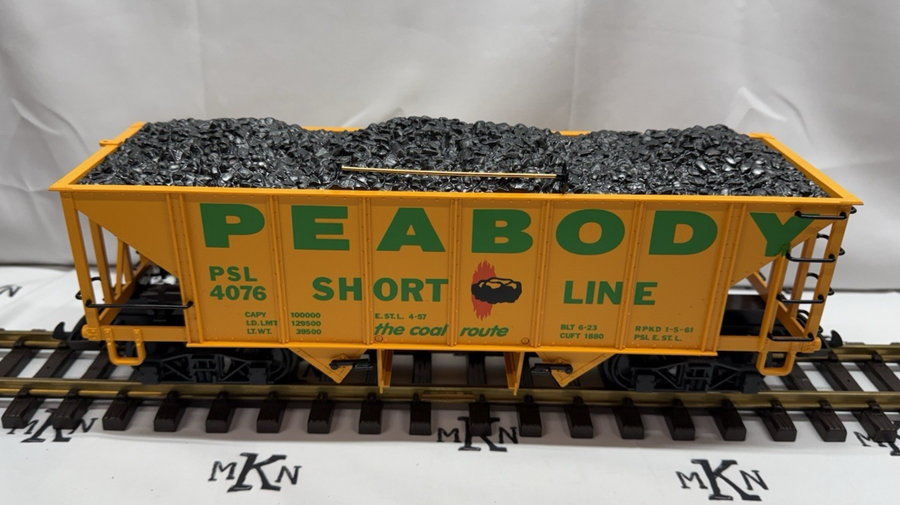 PEABODY
PSL
4076
SHORT LINE
CAPY 100000
LD. LMT 129500
LT. WT. 39500
E. ST. L. 4-57
the coal route
BLT 6-23
CUFT 1880
RPKD 1-5-61
PSL E. ST. L.
MKN
MKN
MKN
MKN